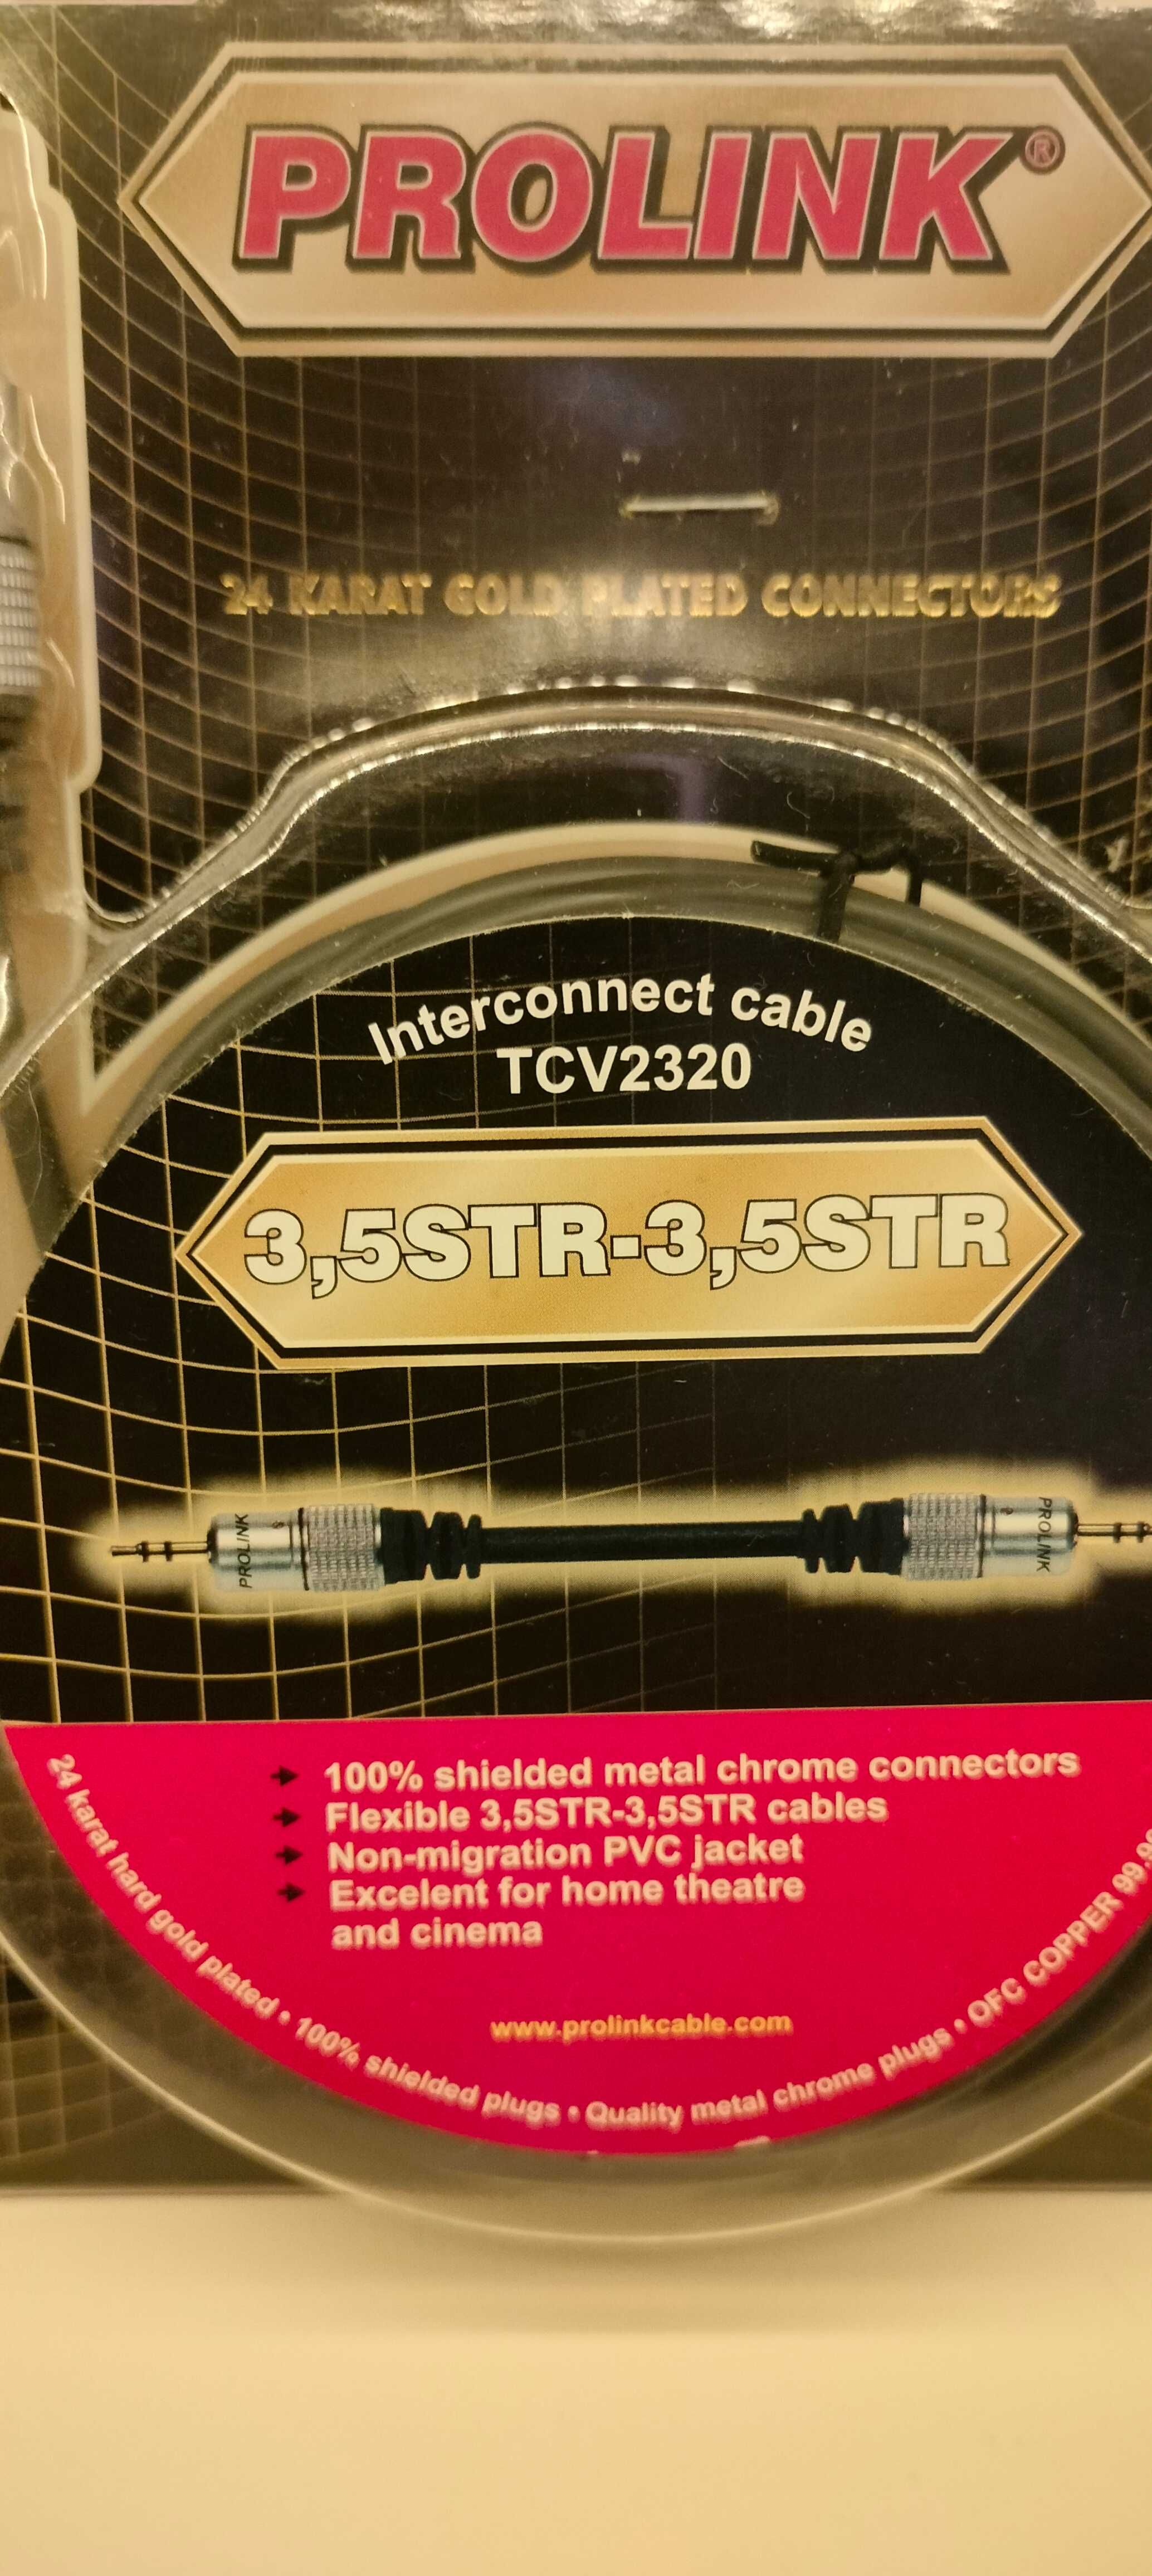 PROLINK®
24 KARAT GOLD PLATED CONNECTORS
Interconnect cable
TCV2320
3,5STR-3,5STR
PROLINK
PROLINK
100% shielded metal chrome connectors
Flexible 3,5STR-3,5STR cables
Non-migration PVC jacket
Excelent for home theatre
and cinema
www.prolinkcable.com
24 karat hard gold plated • 100% shielded plugs • Quality metal chrome plugs • OFC COPPER